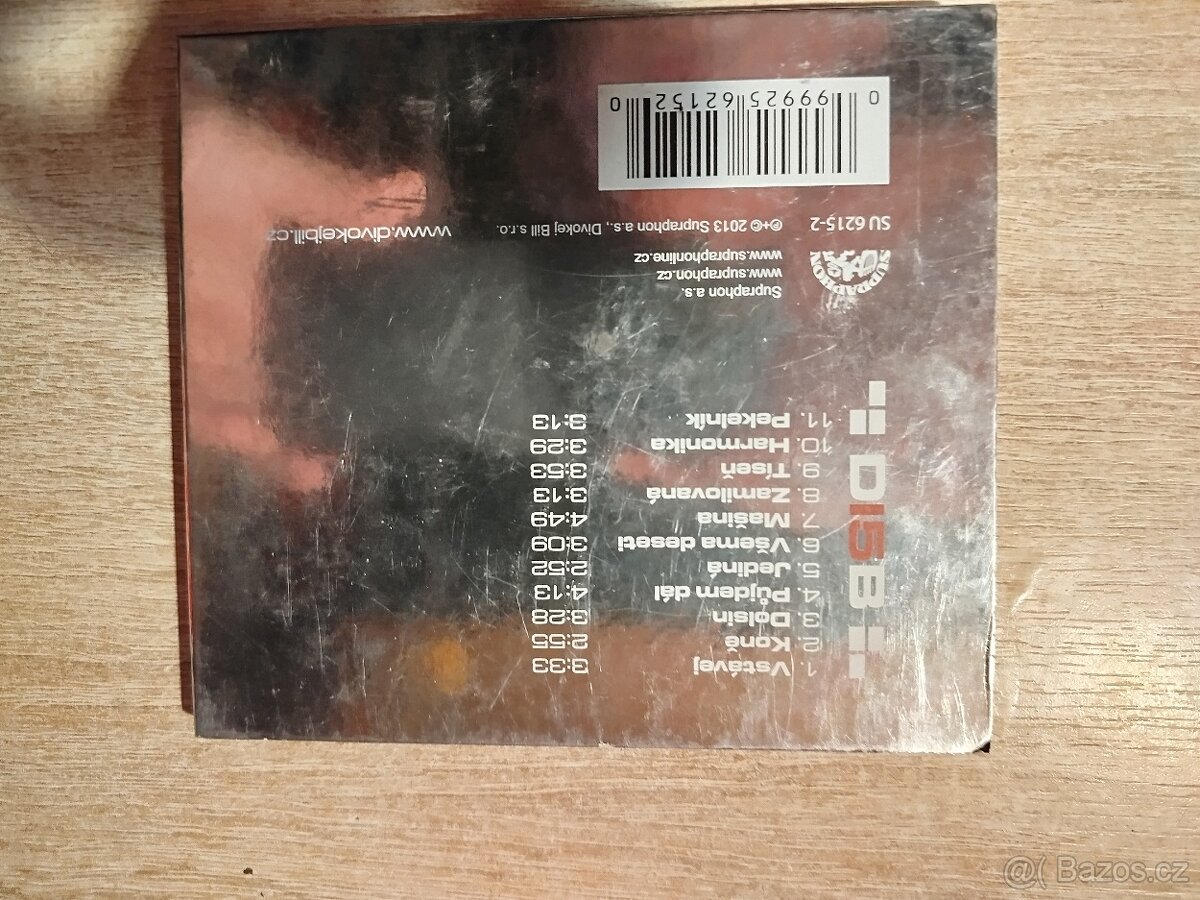 D15B
1. Vstávej 3:33
2. Koně 2:55
3. Dolsin 3:28
4. Půjdem dál 4:13
5. Jediná 2:52
6. Všema deseti 3:09
7. Mašina 4:49
8. Zamilovaná 3:13
9. Tíseň 3:53
10. Harmonika 3:29
11. Pekelník 3:13
SUPRAPHON
Supraphon a.s.
www.supraphon.cz
www.supraphonline.cz
SU 6215-2
℗+© 2013 Supraphon a.s., Divokej Bill s.r.o.
www.divokejbill.cz
0 99925 62152 0
@( Bazos.cz